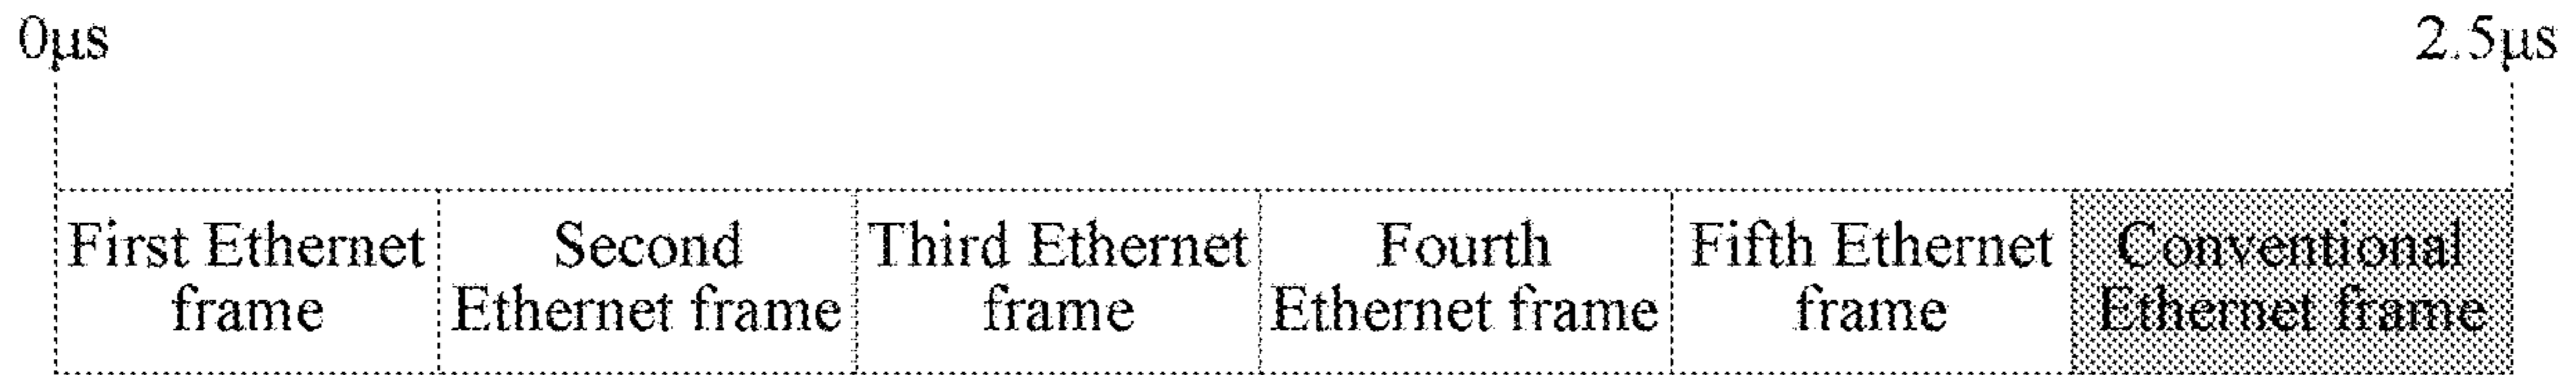 0μs 2.5μs
First Ethernet
frame
Second
Ethernet frame
Third Ethernet
frame
Fourth
Ethernet frame
Fifth Ethernet
frame
Conventional
Ethernet frame